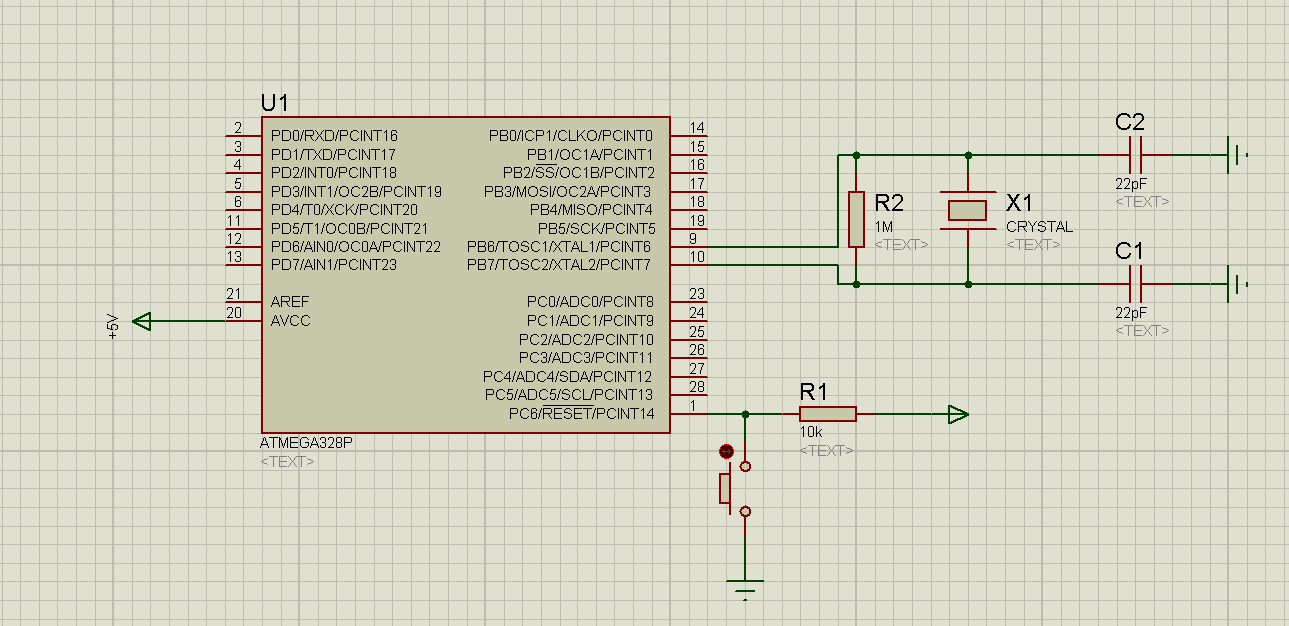 U1
2 PD0/RXD/PCINT16
3 PD1/TXD/PCINT17
4 PD2/INT0/PCINT18
5 PD3/INT1/OC2B/PCINT19
6 PD4/T0/XCK/PCINT20
11 PD5/T1/OC0B/PCINT21
12 PD6/AIN0/OC0A/PCINT22
13 PD7/AIN1/PCINT23
21 AREF
20 AVCC
+5V
PB0/ICP1/CLKO/PCINT0 14
PB1/OC1A/PCINT1 15
PB2/SS/OC1B/PCINT2 16
PB3/MOSI/OC2A/PCINT3 17
PB4/MISO/PCINT4 18
PB5/SCK/PCINT5 19
PB6/TOSC1/XTAL1/PCINT6 9
PB7/TOSC2/XTAL2/PCINT7 10
PC0/ADC0/PCINT8 23
PC1/ADC1/PCINT9 24
PC2/ADC2/PCINT10 25
PC3/ADC3/PCINT11 26
PC4/ADC4/SDA/PCINT12 27
PC5/ADC5/SCL/PCINT13 28
PC6/RESET/PCINT14 1
ATMEGA328P
<TEXT>
R2
1M
<TEXT>
X1
CRYSTAL
<TEXT>
C2
22pF
<TEXT>
C1
22pF
<TEXT>
R1
10k
<TEXT>